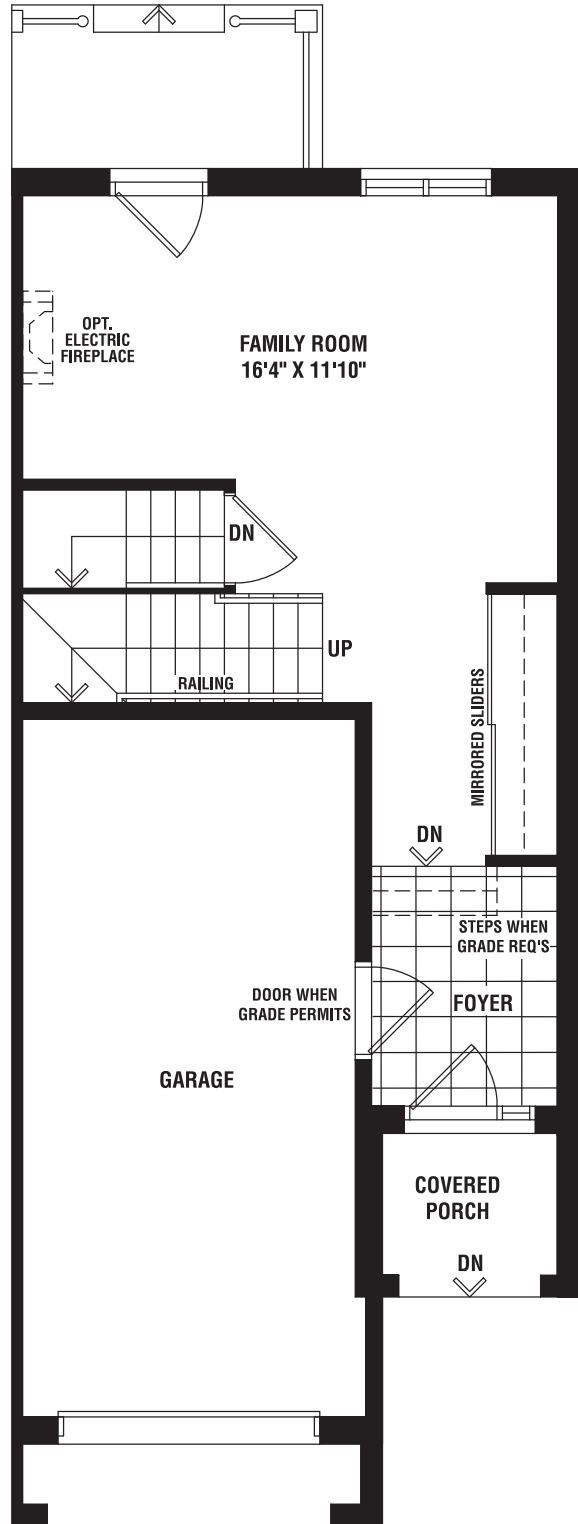 OPT.
ELECTRIC
FIREPLACE
FAMILY ROOM
16'4" X 11'10"
DN
UP
RAILING
MIRRORED SLIDERS
DN
STEPS WHEN
GRADE REQ'S
DOOR WHEN
GRADE PERMITS
FOYER
GARAGE
COVERED
PORCH
DN